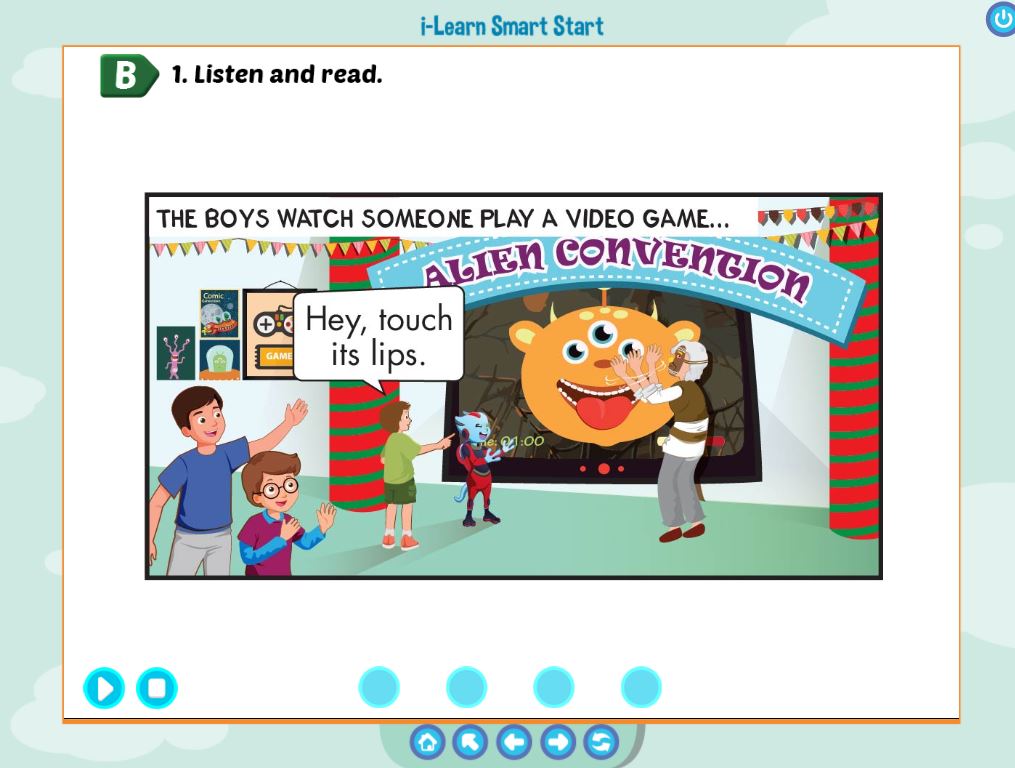 i-Learn Smart Start
B 1. Listen and read.
THE BOYS WATCH SOMEONE PLAY A VIDEO GAME...
ALIEN CONVENTION
Comic
GAME
Hey, touch
its lips.
01:00